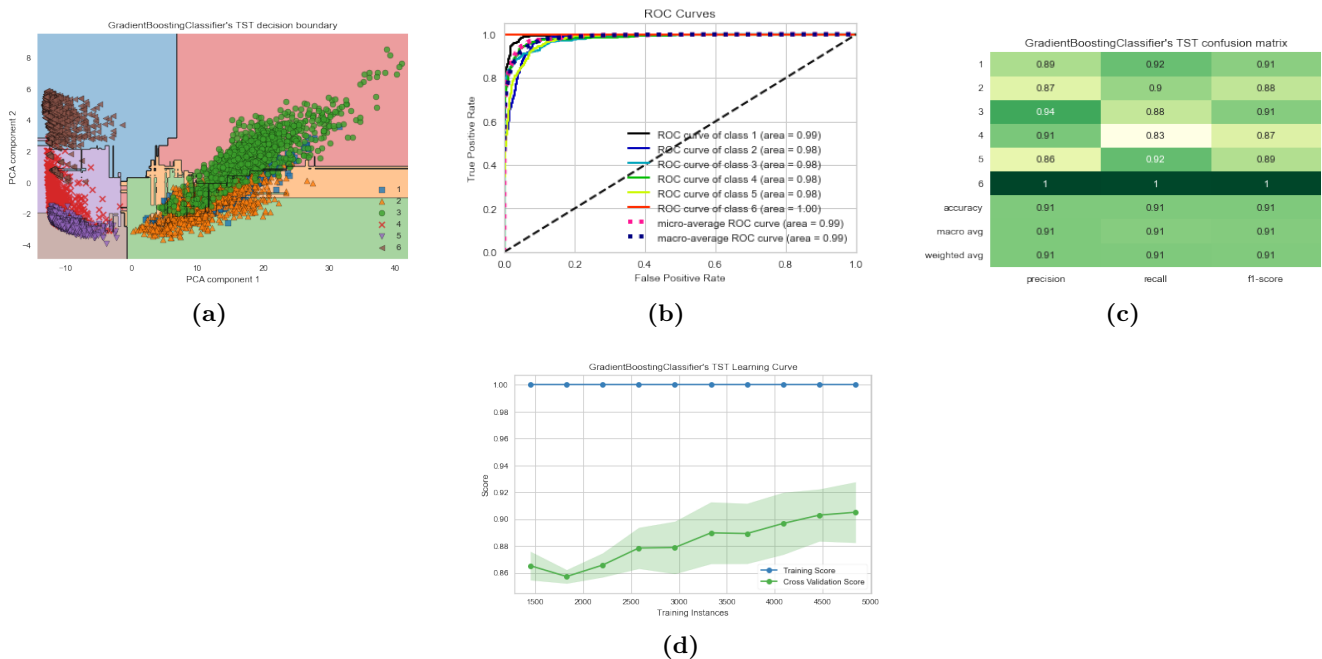 GradientBoostingClassifier's TST decision boundary
PCA component 2
8
6
4
2
0
−2
−4
1
2
3
4
5
6
−10
0
10
20
30
40
PCA component 1
(a)
ROC Curves
True Positive Rate
1.0
0.8
0.6
0.4
0.2
0.0
ROC curve of class 1 (area = 0.99)
ROC curve of class 2 (area = 0.98)
ROC curve of class 3 (area = 0.98)
ROC curve of class 4 (area = 0.98)
ROC curve of class 5 (area = 0.98)
ROC curve of class 6 (area = 1.00)
micro-average ROC curve (area = 0.99)
macro-average ROC curve (area = 0.99)
0.0
0.2
0.4
0.6
0.8
1.0
False Positive Rate
(b)
GradientBoostingClassifier's TST confusion matrix
1 0.89 0.92 0.91
2 0.87 0.9 0.88
3 0.94 0.88 0.91
4 0.91 0.83 0.87
5 0.86 0.92 0.89
6 1 1 1
accuracy 0.91 0.91 0.91
macro avg 0.91 0.91 0.91
weighted avg 0.91 0.91 0.91
precision recall f1-score
(c)
GradientBoostingClassifier's TST Learning Curve
Score
1.00
0.98
0.96
0.94
0.92
0.90
0.88
0.86
Training Score
Cross Validation Score
1500
2000
2500
3000
3500
4000
4500
5000
Training Instances
(d)